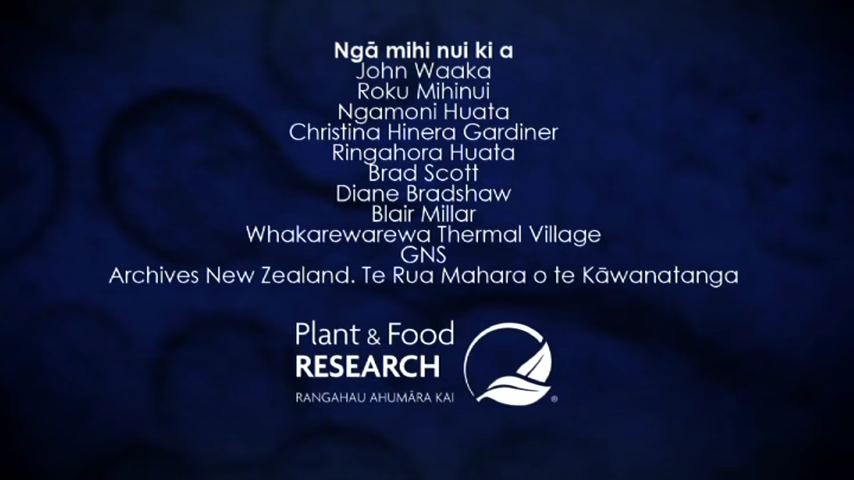 Ngā mihi nui ki a
John Waaka
Roku Mihinui
Ngamoni Huata
Christina Hinera Gardiner
Ringahora Huata
Brad Scott
Diane Bradshaw
Blair Millar
Whakarewarewa Thermal Village
GNS
Archives New Zealand. Te Rua Mahara o te Kāwanatanga
Plant & Food
RESEARCH
RANGAHAU AHUMĀRA KAI
®